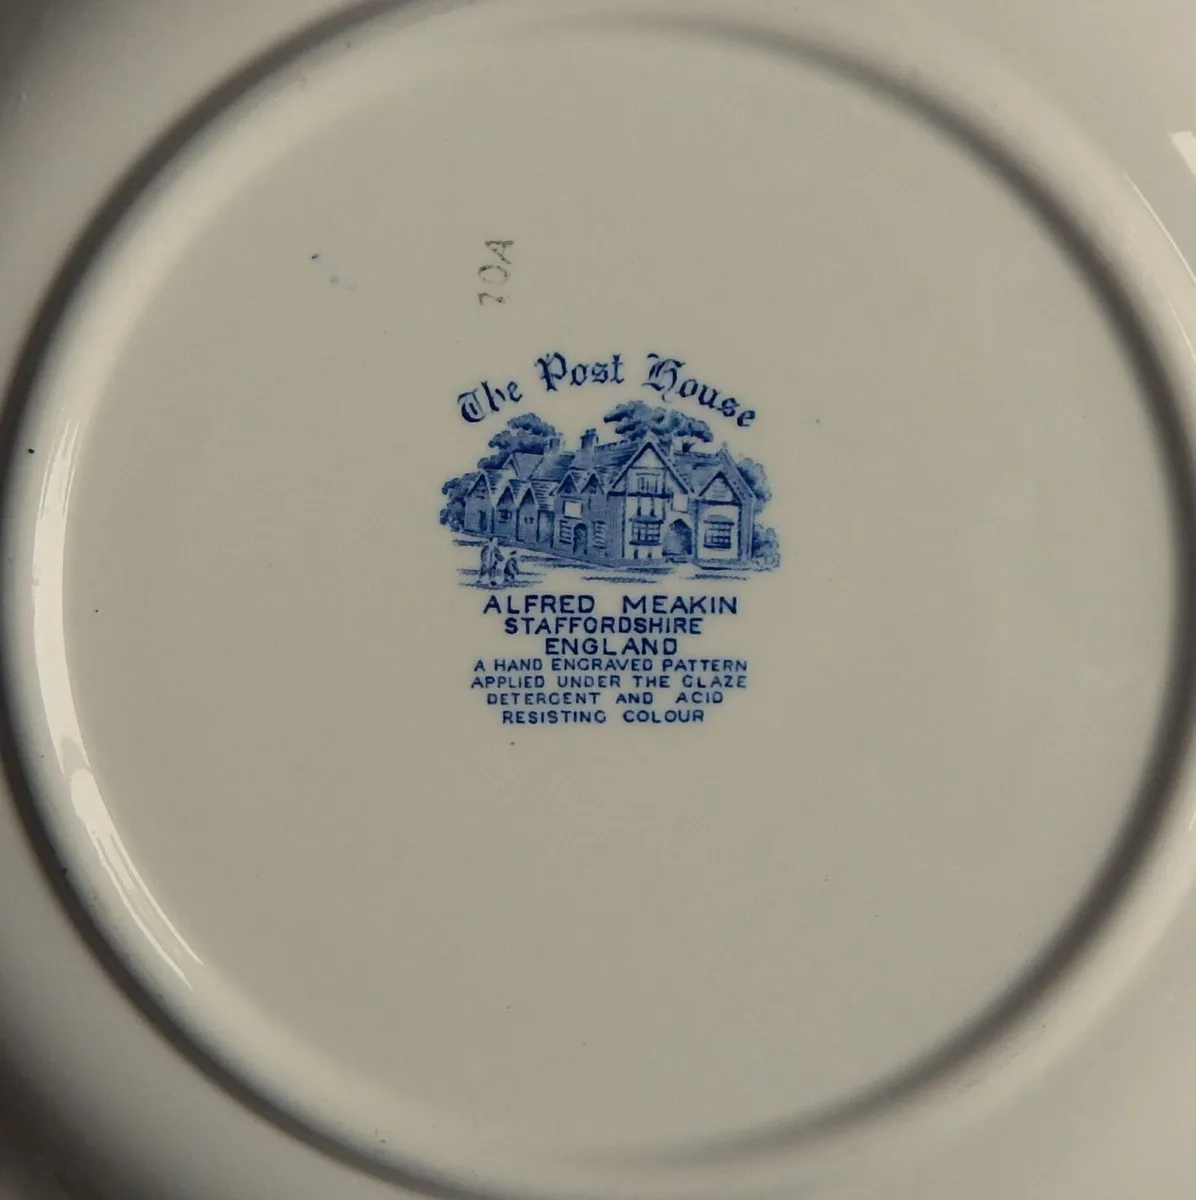 70A
The Post House
ALFRED MEAKIN
STAFFORDSHIRE
ENGLAND
A HAND ENGRAVED PATTERN
APPLIED UNDER THE GLAZE
DETERGENT AND ACID
RESISTING COLOUR